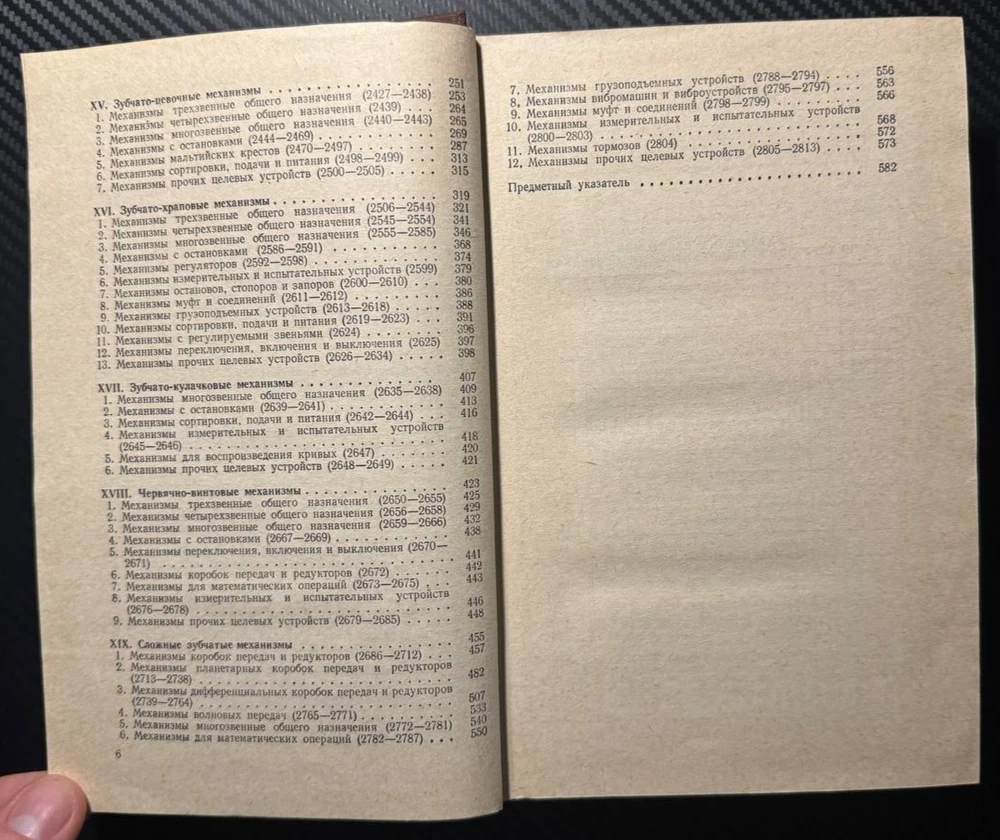 XV. Зубчато-цевочные механизмы . . . . . . . . . . . . . . 251
1. Механизмы трехзвенные общего назначения (2427—2438) 253
2. Механизмы четырехзвенные общего назначения (2439) . 264
3. Механизмы многозвенные общего назначения (2440—2443) 265
4. Механизмы с остановками (2444—2469) . . . . . . . . . 269
5. Механизмы мальтийских крестов (2470—2497) . . . . . . 287
6. Механизмы сортировки, подачи и питания (2498—2499) . . . . 313
7. Механизмы прочих целевых устройств (2500—2505) . . . . . 315
XVI. Зубчато-храповые механизмы . . . . . . . . . . . . . . 319
1. Механизмы трехзвенные общего назначения (2506—2544) 321
2. Механизмы четырехзвенные общего назначения (2545—2554) 341
3. Механизмы многозвенные общего назначения (2555—2585) 346
4. Механизмы с остановками (2586—2591) . . . . . . . . . 368
5. Механизмы регуляторов (2592—2598) . . . . . . . . . . 374
6. Механизмы измерительных и испытательных устройств (2599) 379
7. Механизмы остановов, стопоров и запоров (2600—2610) . . . 380
8. Механизмы муфт и соединений (2611—2612) . . . . . . . 386
9. Механизмы грузоподъемных устройств (2613—2618) . . . . . 388
10. Механизмы сортировки, подачи и питания (2619—2623) . . . 391
11. Механизмы с регулируемыми звеньями (2624) . . . . . . 396
12. Механизмы переключения, включения и выключения (2625) 397
13. Механизмы прочих целевых устройств (2626—2634) . . . . . 398
XVII. Зубчато-кулачковые механизмы . . . . . . . . . . . . 407
1. Механизмы многозвенные общего назначения (2635—2638) 409
2. Механизмы с остановками (2639—2641) . . . . . . . . . 413
3. Механизмы сортировки, подачи и питания (2642—2644) . . . 416
4. Механизмы измерительных и испытательных устройств
(2645—2646) . . . . . . . . . . . . . . . . . . . . 418
5. Механизмы для воспроизведения кривых (2647) . . . . . . 420
6. Механизмы прочих целевых устройств (2648—2649) . . . . . 421
XVIII. Червячно-винтовые механизмы . . . . . . . . . . . . 423
1. Механизмы трехзвенные общего назначения (2650—2655) 425
2. Механизмы четырехзвенные общего назначения (2656—2658) 429
3. Механизмы многозвенные общего назначения (2659—2666) 432
4. Механизмы с остановками (2667—2669) . . . . . . . . . 438
5. Механизмы переключения, включения и выключения (2670—
2671) . . . . . . . . . . . . . . . . . . . . . . . 441
6. Механизмы коробок передач и редукторов (2672) . . . . . 442
7. Механизмы для математических операций (2673—2675) . . . 443
8. Механизмы измерительных и испытательных устройств
(2676—2678) . . . . . . . . . . . . . . . . . . . . 446
9. Механизмы прочих целевых устройств (2679—2685) . . . . . 448
XIX. Сложные зубчатые механизмы . . . . . . . . . . . . . 455
1. Механизмы коробок передач и редукторов (2686—2712) . . . 457
2. Механизмы планетарных коробок передач и редукторов
(2713—2738) . . . . . . . . . . . . . . . . . . . . 482
3. Механизмы дифференциальных коробок передач и редукторов
(2739—2764) . . . . . . . . . . . . . . . . . . . . 507
4. Механизмы волновых передач (2765—2771) . . . . . . . . 533
5. Механизмы многозвенные общего назначения (2772—2781) 540
6. Механизмы для математических операций (2782—2787) . . . 550
6
7. Механизмы грузоподъемных устройств (2788—2794) . . . . 556
8. Механизмы вибромашин и виброустройств (2795—2797) . . . 563
9. Механизмы муфт и соединений (2798—2799) . . . . . . . 566
10. Механизмы измерительных и испытательных устройств
(2800—2803) . . . . . . . . . . . . . . . . . . . . 568
11. Механизмы тормозов (2804) . . . . . . . . . . . . . . 572
12. Механизмы прочих целевых устройств (2805—2813) . . . . 573
Предметный указатель . . . . . . . . . . . . . . . . . . 582